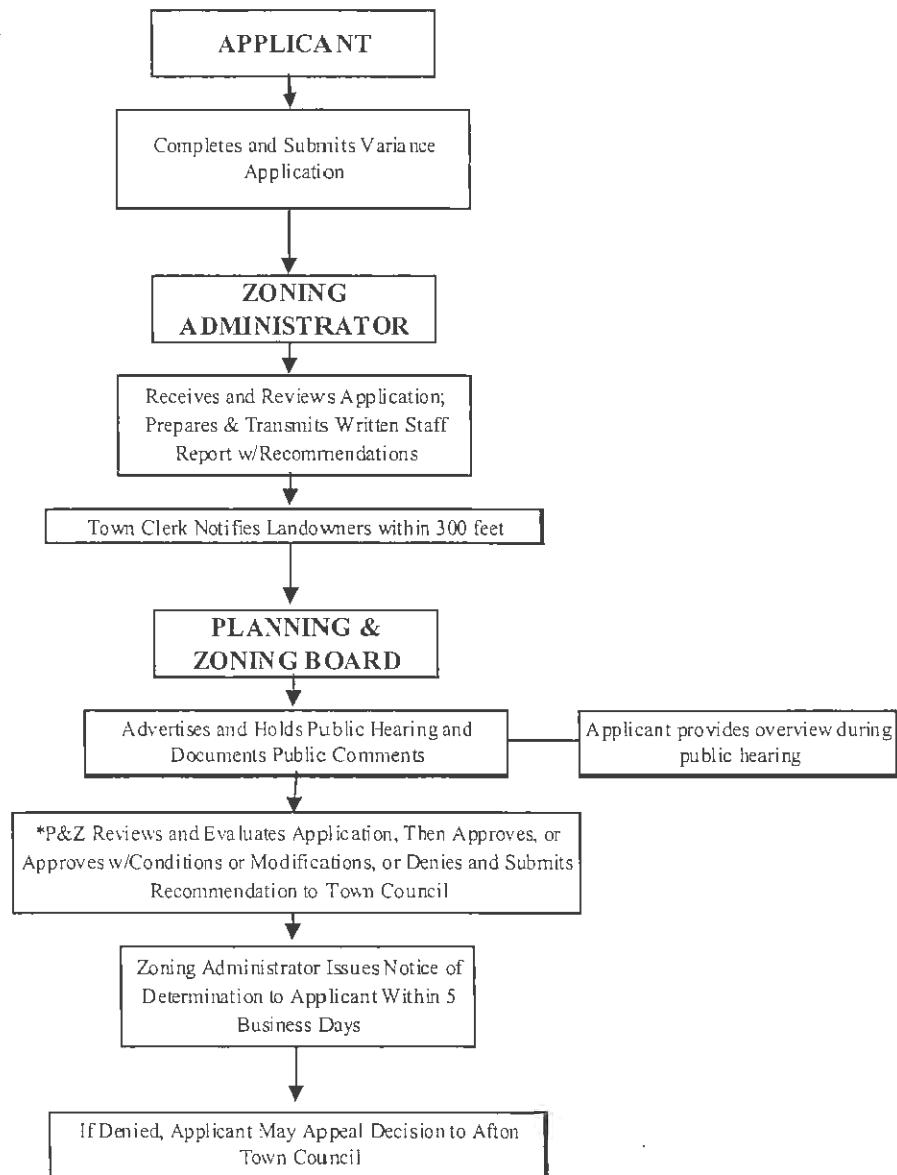 APPLICANT
Completes and Submits Variance
Application
ZONING
ADMINISTRATOR
Receives and Reviews Application;
Prepares & Transmits Written Staff
Report w/Recommendations
Town Clerk Notifies Landowners within 300 feet
PLANNING &
ZONING BOARD
Advertises and Holds Public Hearing and
Documents Public Comments
Applicant provides overview during
public hearing
*P&Z Reviews and Evaluates Application, Then Approves, or
Approves w/Conditions or Modifications, or Denies and Submits
Recommendation to Town Council
Zoning Administrator Issues Notice of
Determination to Applicant Within 5
Business Days
If Denied, Applicant May Appeal Decision to Afton
Town Council